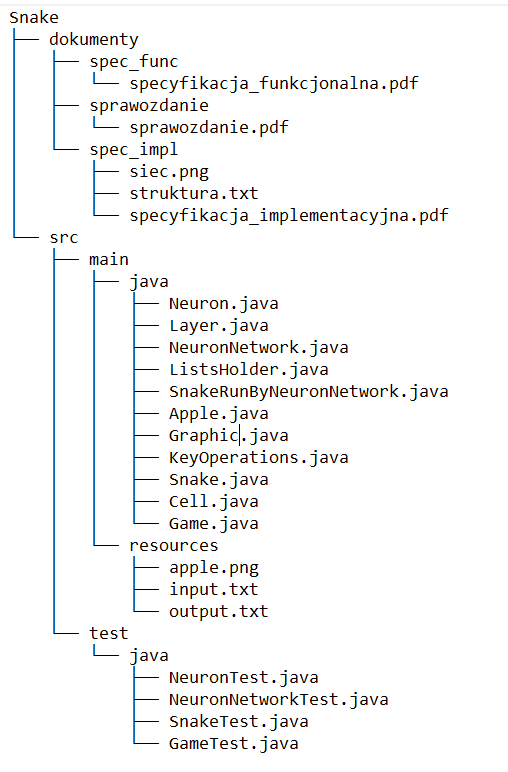 Snake
├── dokumenty
│   ├── spec_func
│   │   └── specyfikacja_funkcjonalna.pdf
│   ├── sprawozdanie
│   │   └── sprawozdanie.pdf
│   └── spec_impl
│       ├── siec.png
│       ├── struktura.txt
│       └── specyfikacja_implementacyjna.pdf
└── src
    ├── main
    │   ├── java
    │   │   ├── Neuron.java
    │   │   ├── Layer.java
    │   │   ├── NeuronNetwork.java
    │   │   ├── ListsHolder.java
    │   │   ├── SnakeRunByNeuronNetwork.java
    │   │   ├── Apple.java
    │   │   ├── Graphic.java
    │   │   ├── KeyOperations.java
    │   │   ├── Snake.java
    │   │   ├── Cell.java
    │   │   └── Game.java
    │   └── resources
    │       ├── apple.png
    │       ├── input.txt
    │       └── output.txt
    └── test
        └── java
            ├── NeuronTest.java
            ├── NeuronNetworkTest.java
            ├── SnakeTest.java
            └── GameTest.java